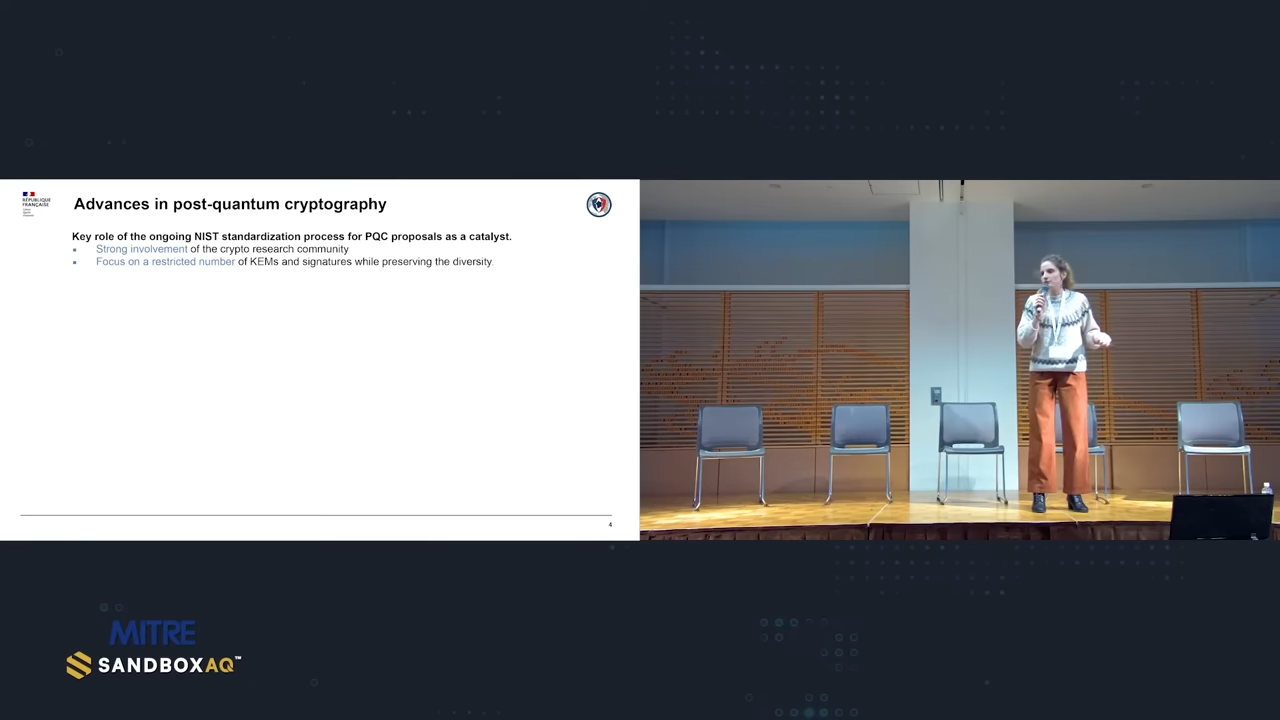 RÉPUBLIQUE
FRANÇAISE
Advances in post-quantum cryptography
Key role of the ongoing NIST standardization process for PQC proposals as a catalyst.
Strong involvement of the crypto research community
Focus on a restricted number of KEMs and signatures while preserving the diversity.
4
MITRE
SANDBOXAQ™